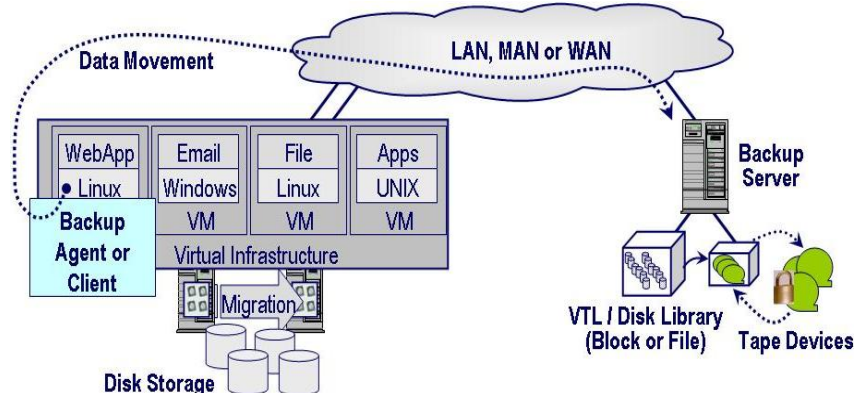 LAN, MAN or WAN
Data Movement
WebApp
Email
File
Apps
Linux
Windows
Linux
UNIX
VM
VM
VM
Backup
Agent or
Client
Virtual Infrastructure
Migration
Disk Storage
Backup
Server
VTL / Disk Library
(Block or File)
Tape Devices